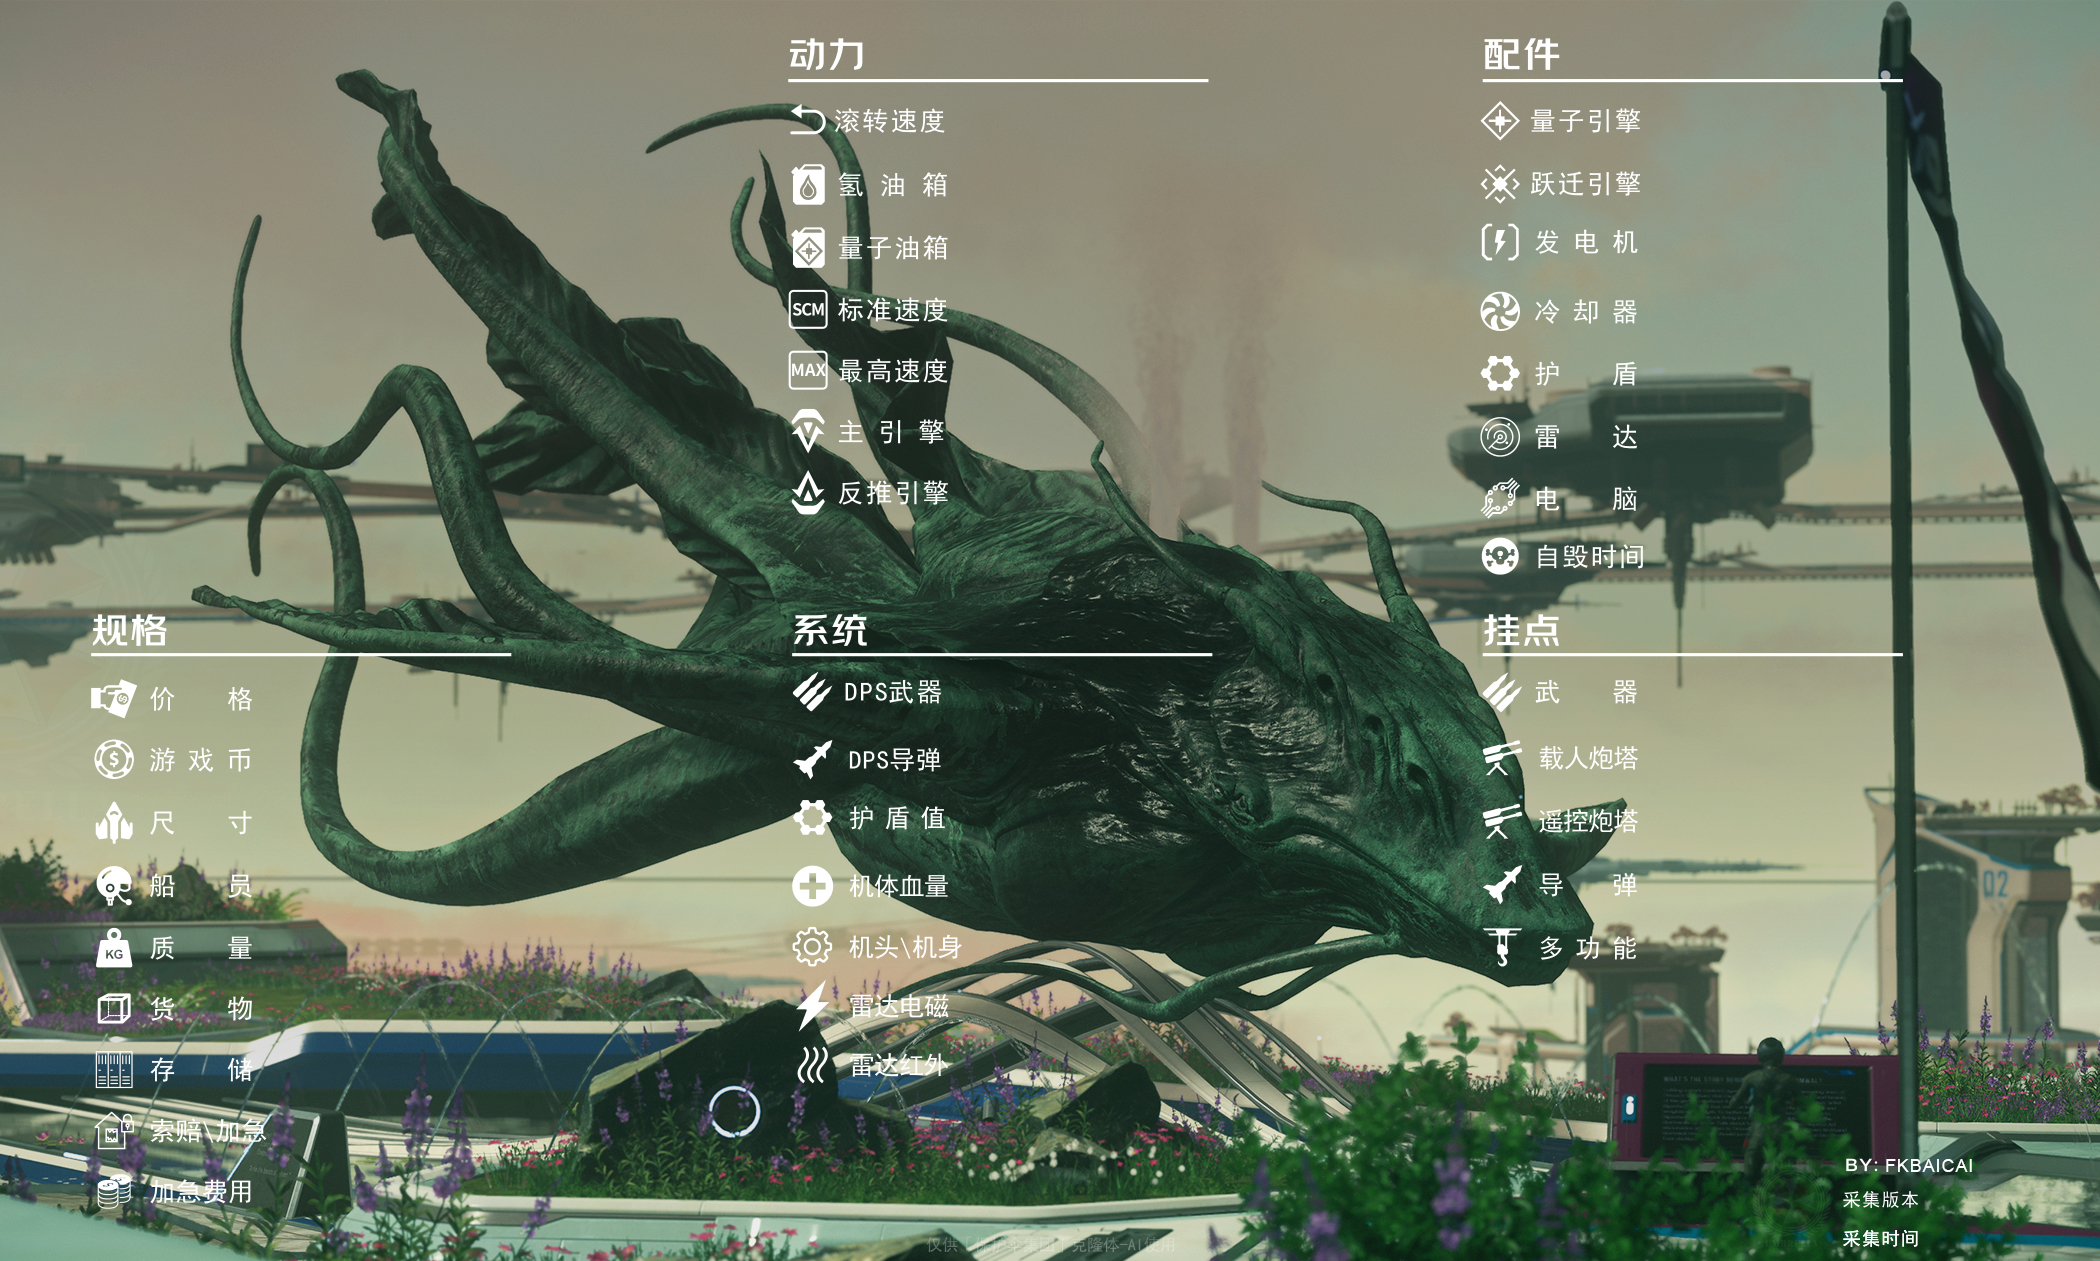 动力
滚转速度
氢油箱
量子油箱
SCM 标准速度
MAX 最高速度
主引擎
反推引擎
配件
量子引擎
跃迁引擎
发电机
冷却器
护盾
雷达
电脑
自毁时间
规格
价格
游戏币
尺寸
船员
KG 质量
货物
存储
索赔\加急
加急费用
系统
DPS武器
DPS导弹
护盾值
机体血量
机头\机身
雷达电磁
雷达红外
挂点
武器
载人炮塔
遥控炮塔
导弹
多功能
02
BY: FKBAICAI
采集版本
采集时间